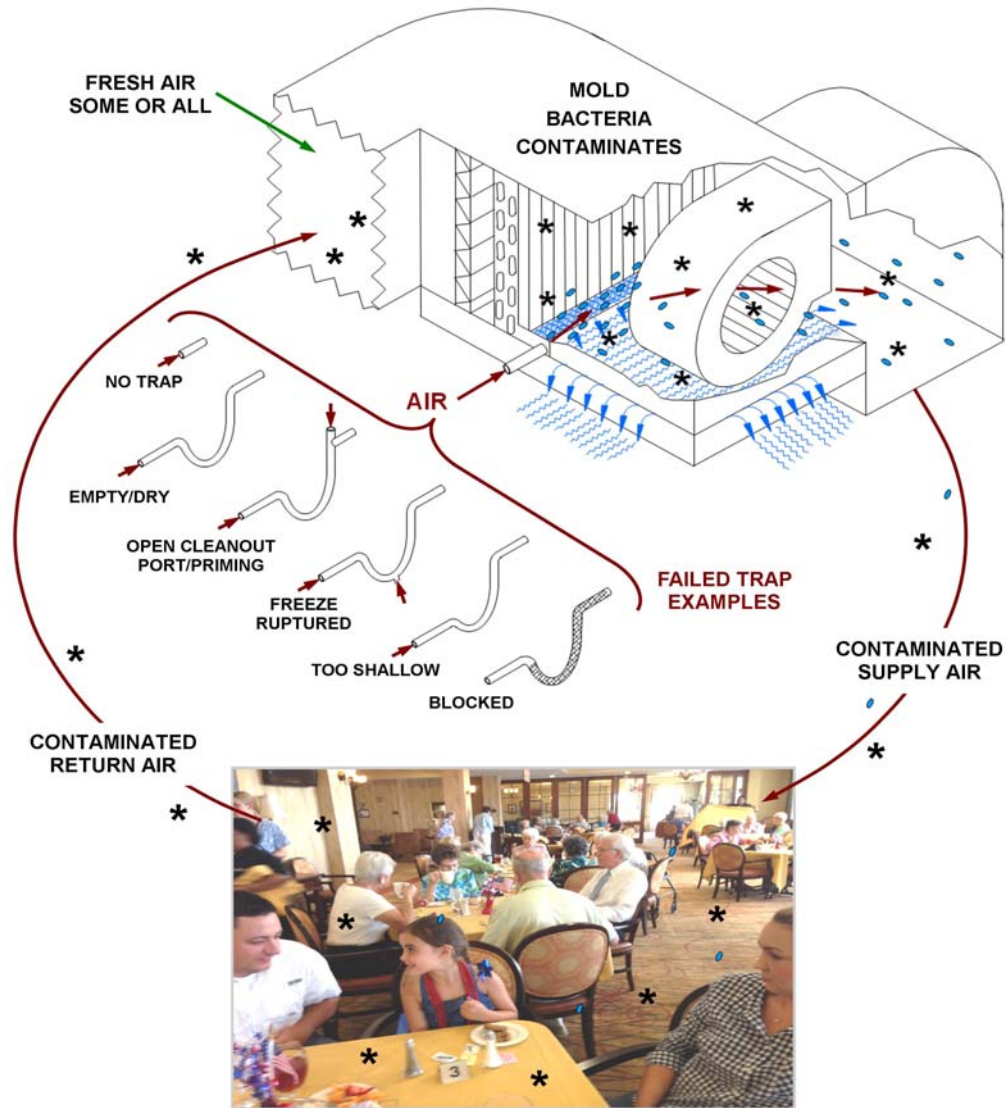 FRESH AIR
SOME OR ALL
MOLD
BACTERIA
CONTAMINATES
NO TRAP
AIR
EMPTY/DRY
OPEN CLEANOUT
PORT/PRIMING
FREEZE
RUPTURED
FAILED TRAP
EXAMPLES
TOO SHALLOW
BLOCKED
CONTAMINATED
SUPPLY AIR
CONTAMINATED
RETURN AIR
3